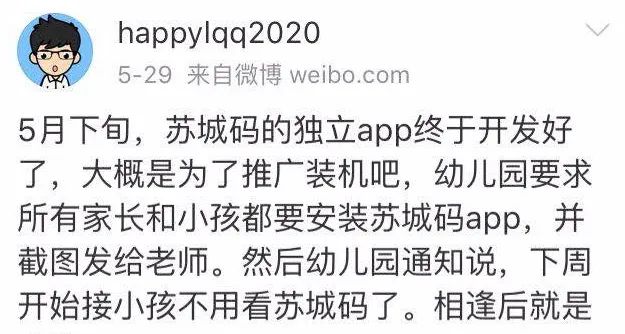 happylqq2020
5-29 来自微博 weibo.com
5月下旬，苏城码的独立app终于开发好
了，大概是为了推广装机吧，幼儿园要求
所有家长和小孩都要安装苏城码app，并
截图发给老师。然后幼儿园通知说，下周
开始接小孩不用看苏城码了。相逢后就是